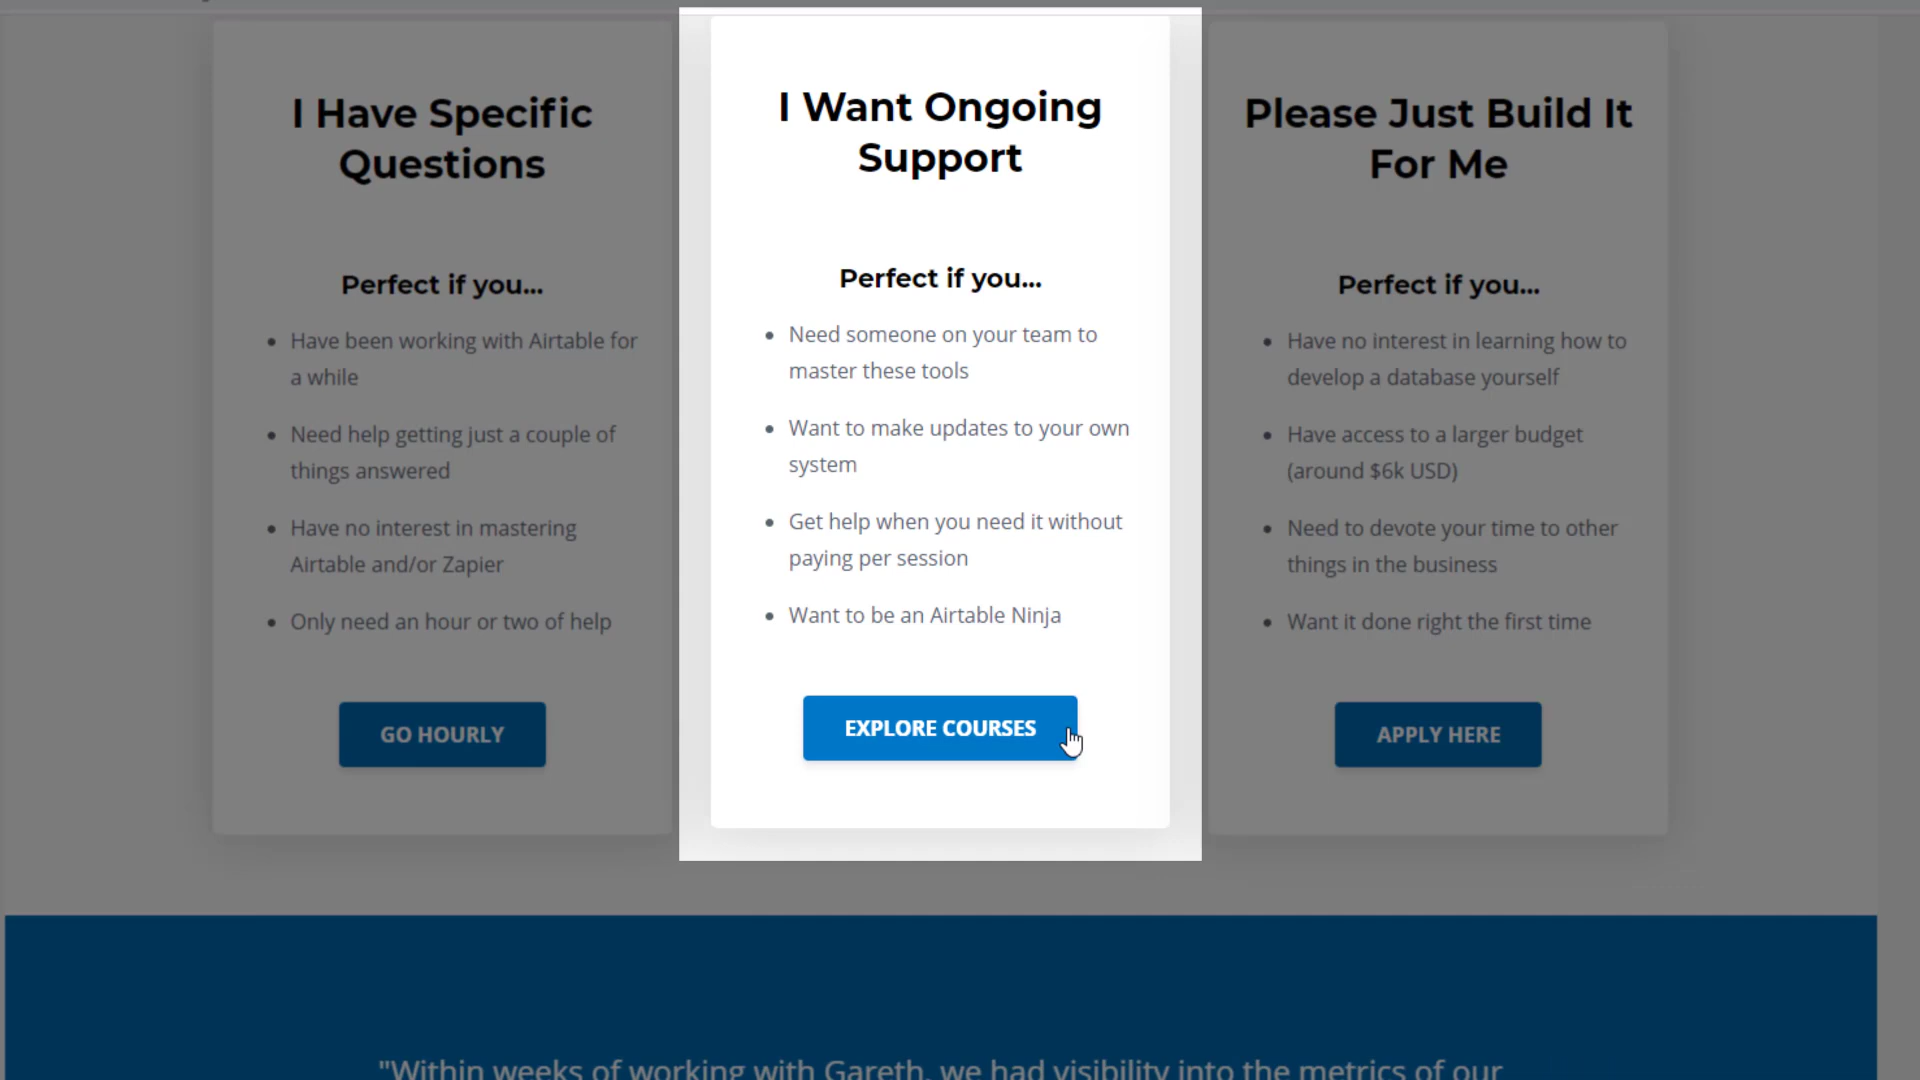 I Have Specific
Questions
Perfect if you...
Have been working with Airtable for
a while
Need help getting just a couple of
things answered
Have no interest in mastering
Airtable and/or Zapier
Only need an hour or two of help
GO HOURLY
I Want Ongoing
Support
Perfect if you...
Need someone on your team to
master these tools
Want to make updates to your own
system
Get help when you need it without
paying per session
Want to be an Airtable Ninja
EXPLORE COURSES
Please Just Build It
For Me
Perfect if you...
Have no interest in learning how to
develop a database yourself
Have access to a larger budget
(around $6k USD)
Need to devote your time to other
things in the business
Want it done right the first time
APPLY HERE
"Within weeks of working with Gareth, we had visibility into the metrics of our